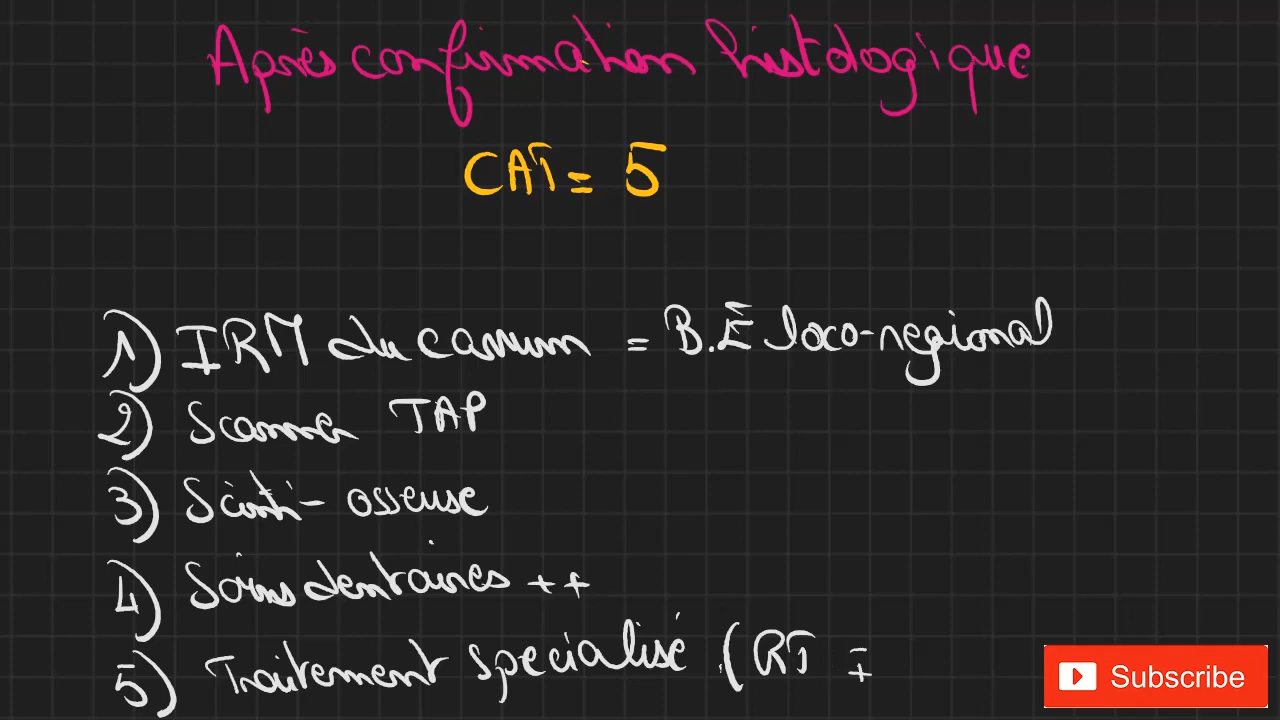 Après confirmation histologique
CAT = 5
1) IRM du cavum = B.E loco-regional
2) Scanner TAP
3) Scinti-osseuse
4) Soins dentaires ++
5) Traitement specialisé (RT ±
Subscribe